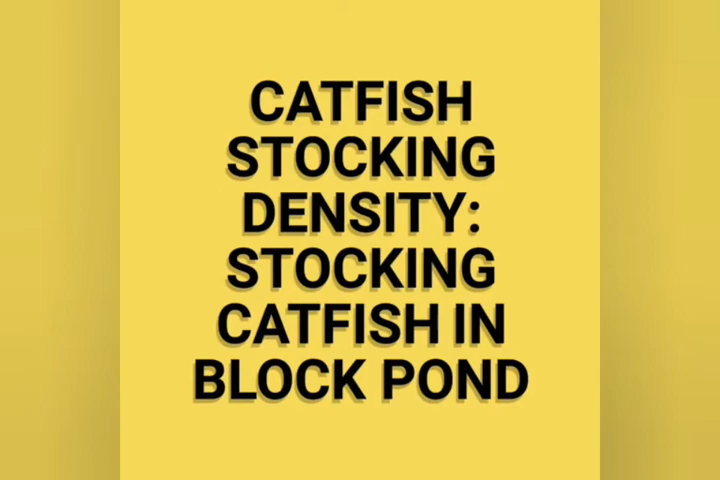 CATFISH
STOCKING
DENSITY:
STOCKING
CATFISH IN
BLOCK POND